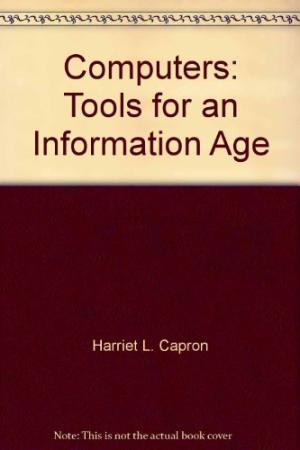 Computers:
Tools for an
Information Age
Harriet L. Capron
Note: This is not the actual book cover